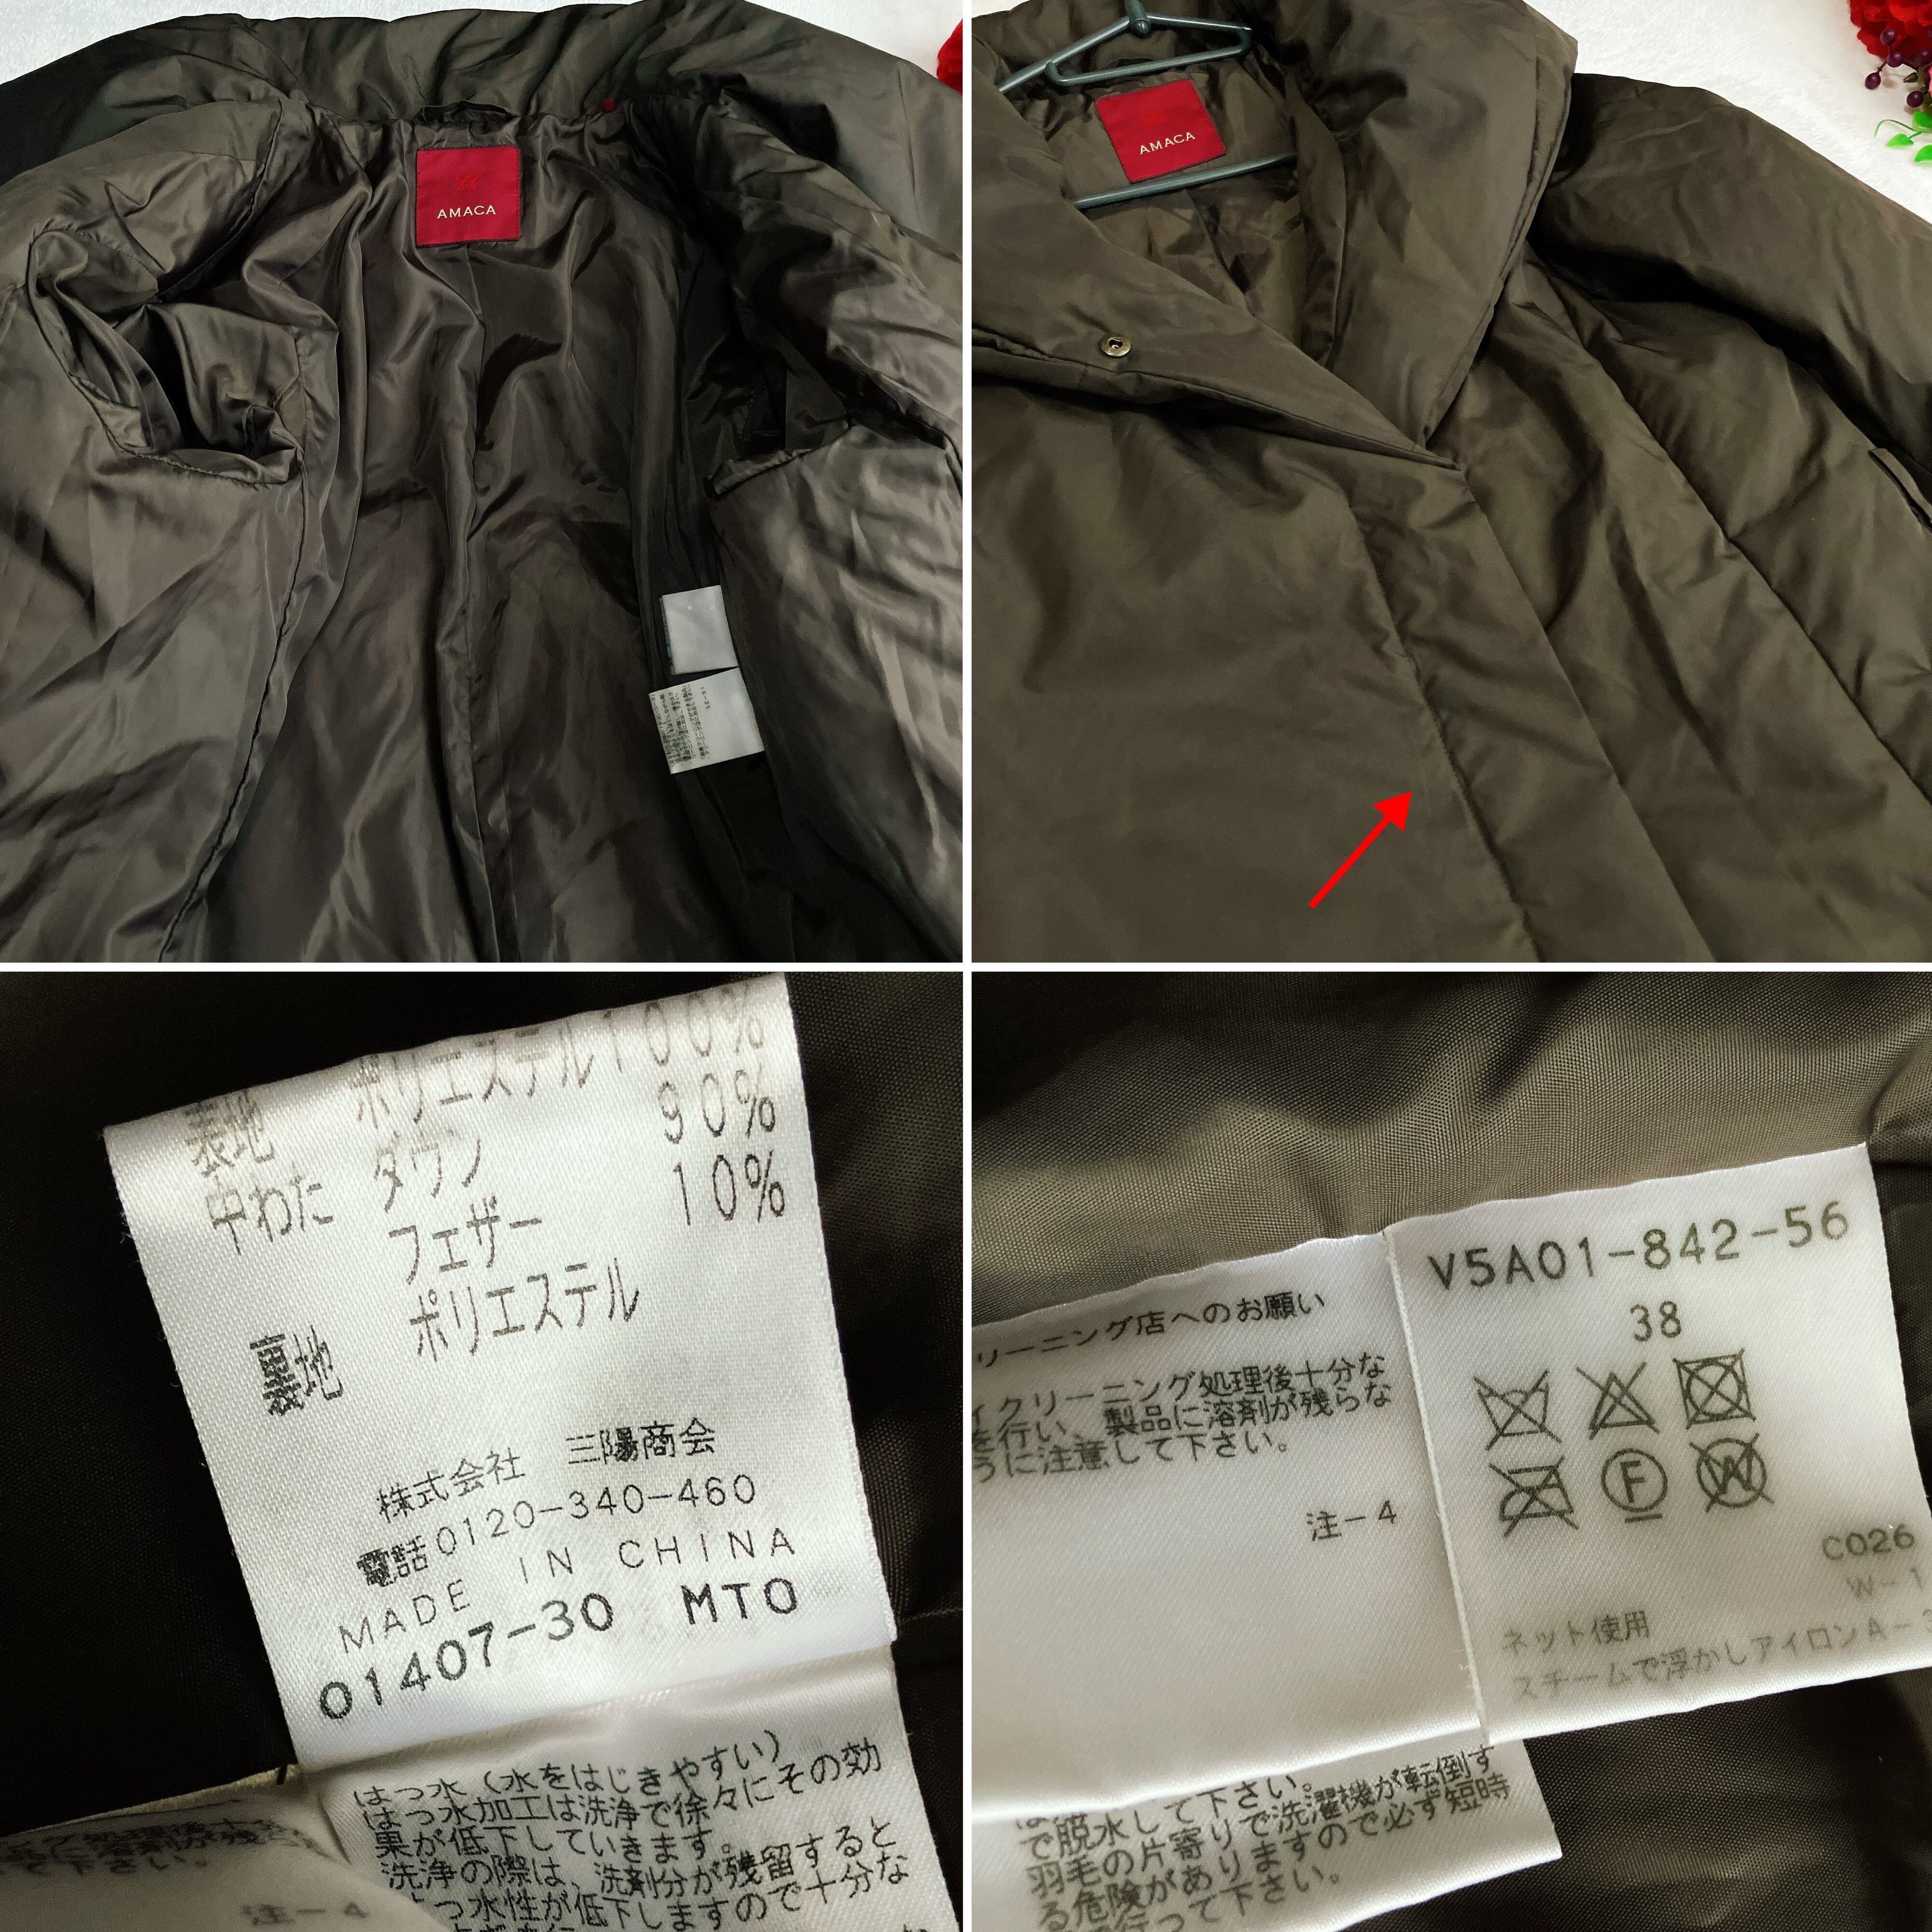 AMACA
AMACA
表地 ポリエステル100%
中わた ダウン 90%
フェザー 10%
裏地 ポリエステル
株式会社 三陽商会
電話0120-340-460
MADE IN CHINA
01407-30 MTO
はっ水(水をはじきやすい)
はっ水加工は洗浄で徐々にその効
果が低下していきます。
洗浄の際は、洗剤分が残留すると
っ水性が低下しますので十分な
て下さい。
注-4
V5A01-842-56
38
F
W
C026
W-1
ネット使用
スチームで浮かしアイロンA-
リーニング店へのお願い
イクリーニング処理後十分な
を行い、製品に溶剤が残らな
うに注意して下さい。
注-4
脱水して下さい。
羽毛の片寄りで洗濯機が転倒す
る危険がありますので必ず短時
行って下さい。